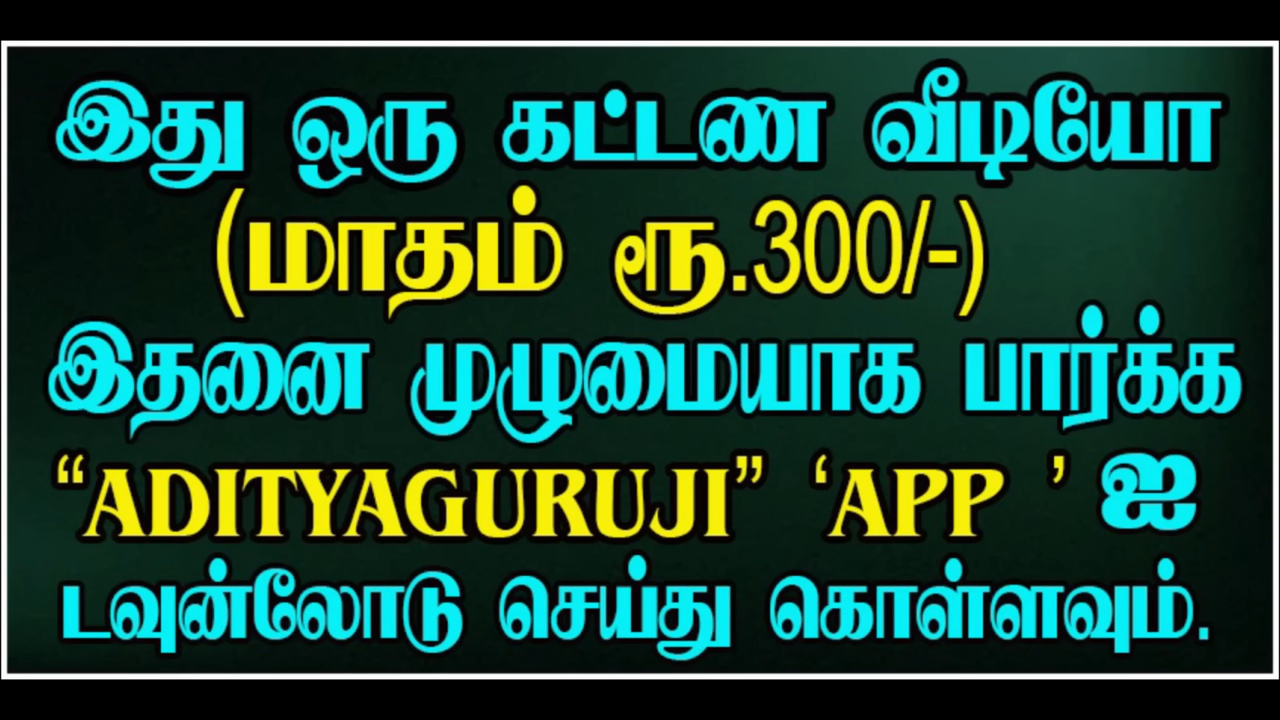 இது ஒரு கட்டண வீடியோ
(மாதம் ரூ.300/-)
இதனை முழுமையாக பார்க்க
“ADITYAGURUJI” ‘APP ’ ஐ
டவுன்லோடு செய்து கொள்ளவும்.